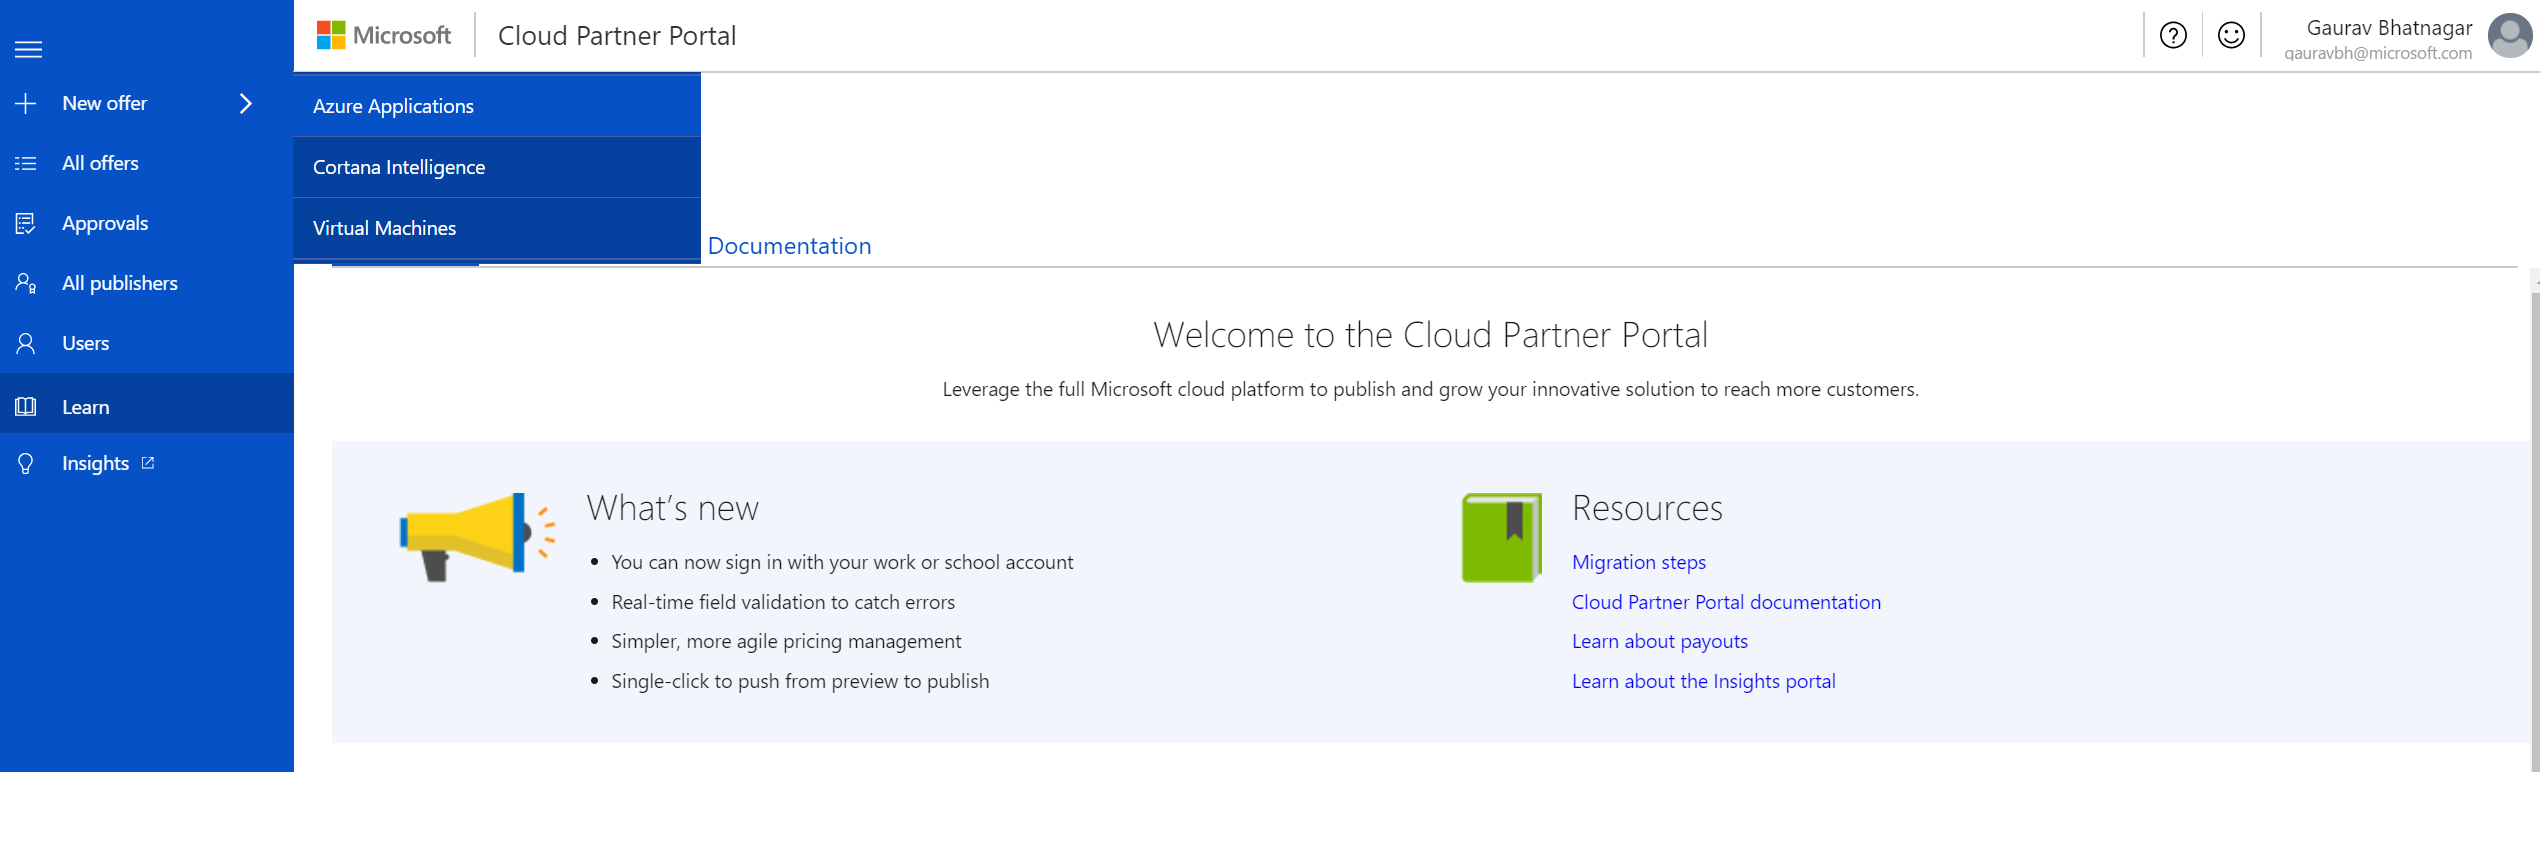 Microsoft
Cloud Partner Portal
Gaurav Bhatnagar
gauravbh@microsoft.com
New offer
All offers
Approvals
All publishers
Users
Learn
Insights
Azure Applications
Cortana Intelligence
Virtual Machines
Documentation
Welcome to the Cloud Partner Portal
Leverage the full Microsoft cloud platform to publish and grow your innovative solution to reach more customers.
What's new
• You can now sign in with your work or school account
• Real-time field validation to catch errors
• Simpler, more agile pricing management
• Single-click to push from preview to publish
Resources
Migration steps
Cloud Partner Portal documentation
Learn about payouts
Learn about the Insights portal